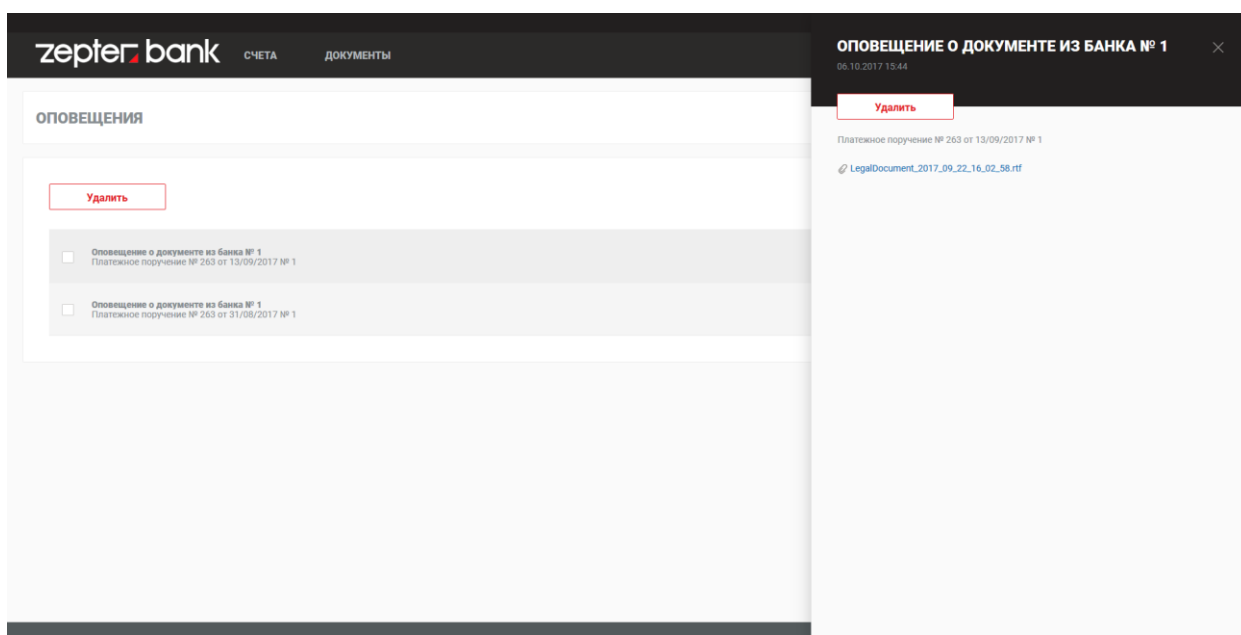 zepter bank
СЧЕТА
ДОКУМЕНТЫ
ОПОВЕЩЕНИЯ
Удалить
Оповещение о документе из банка № 1
Платежное поручение № 263 от 13/09/2017 № 1
Оповещение о документе из банка № 1
Платежное поручение № 263 от 31/08/2017 № 1
ОПОВЕЩЕНИЕ О ДОКУМЕНТЕ ИЗ БАНКА № 1
06.10.2017 15:44
Удалить
Платежное поручение № 263 от 13/09/2017 № 1
LegalDocument_2017_09_22_16_02_58.rtf